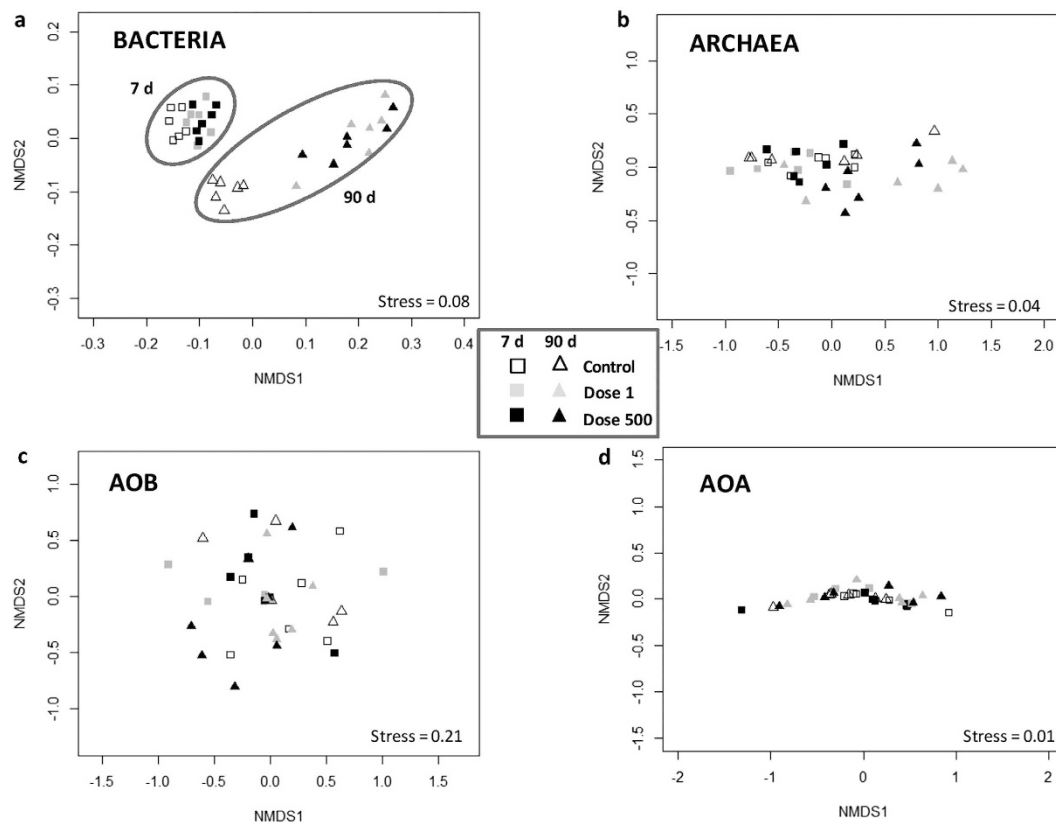 a
BACTERIA
7 d
90 d
Stress = 0.08
NMDS2
0.2
0.1
0.0
-0.1
-0.2
-0.3
-0.3 -0.2 -0.1 0.0 0.1 0.2 0.3 0.4
NMDS1
b
ARCHAEA
Stress = 0.04
NMDS2
1.0
0.5
0.0
-0.5
-1.0
-1.5 -1.0 -0.5 0.0 0.5 1.0 1.5 2.0
NMDS1
7 d 90 d
Control
Dose 1
Dose 500
c
AOB
Stress = 0.21
NMDS2
1.0
0.5
0.0
-0.5
-1.0
-1.5 -1.0 -0.5 0.0 0.5 1.0 1.5
NMDS1
d
AOA
Stress = 0.01
NMDS2
1.5
1.0
0.5
0.0
-0.5
-1.0
-1.5
-2 -1 0 1 2
NMDS1